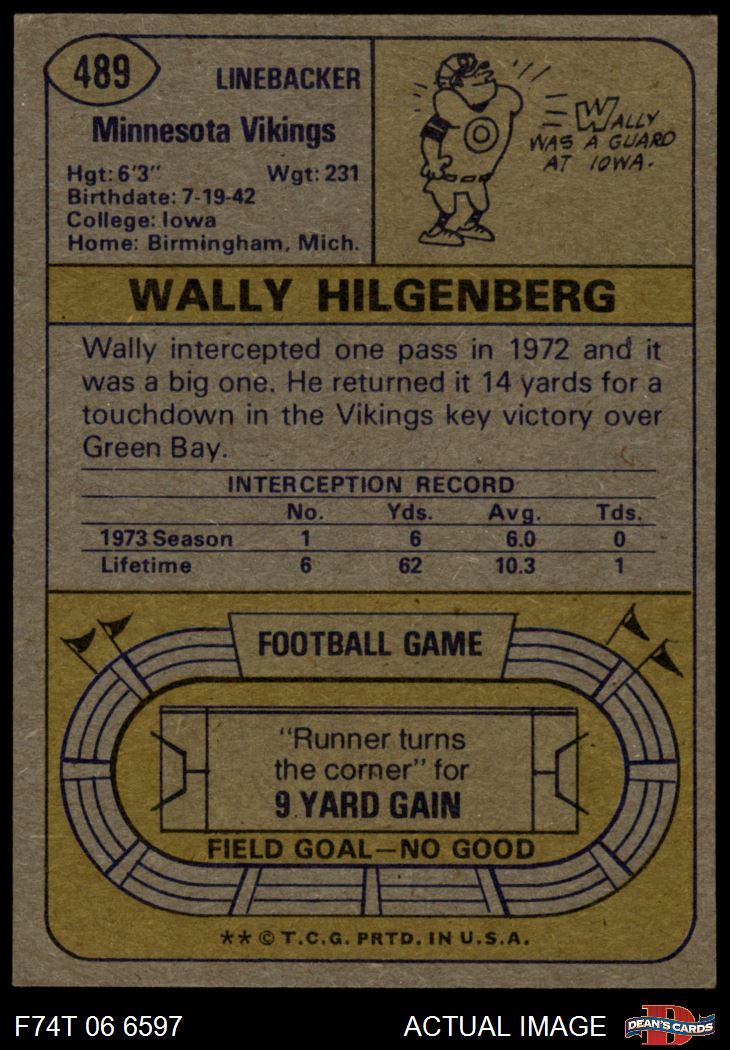 489
LINEBACKER
Minnesota Vikings
Hgt: 6'3" Wgt: 231
Birthdate: 7-19-42
College: Iowa
Home: Birmingham, Mich.
WALLY
WAS A GUARD
AT IOWA.
WALLY HILGENBERG
Wally intercepted one pass in 1972 and it
was a big one. He returned it 14 yards for a
touchdown in the Vikings key victory over
Green Bay.
INTERCEPTION RECORD
No. Yds. Avg. Tds.
1973 Season 1 6 6.0 0
Lifetime 6 62 10.3 1
FOOTBALL GAME
"Runner turns
the corner" for
9 YARD GAIN
FIELD GOAL—NO GOOD
** © T.C.G. PRTD. IN U.S.A.
F74T 06 6597 ACTUAL IMAGE
D
DEAN'S CARDS